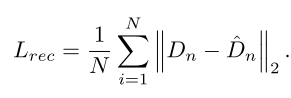 $L_{rec} = \frac{1}{N} \sum_{i=1}^{N} \left\| D_n - \hat{D}_n \right\|_2 .$